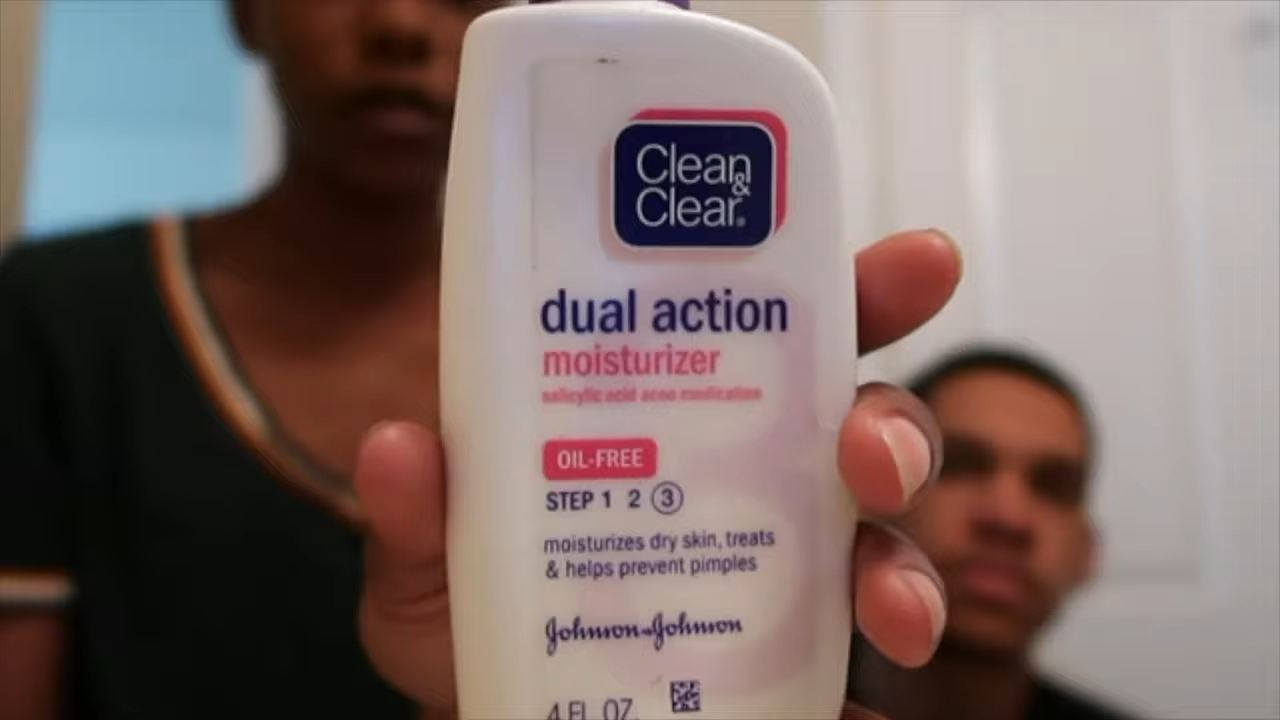 Clean
&
Clear®
dual action
moisturizer
salicylic acid acne medication
OIL-FREE
STEP 1 2 3
moisturizes dry skin, treats
& helps prevent pimples
Johnson-Johnson
4 FL. OZ.